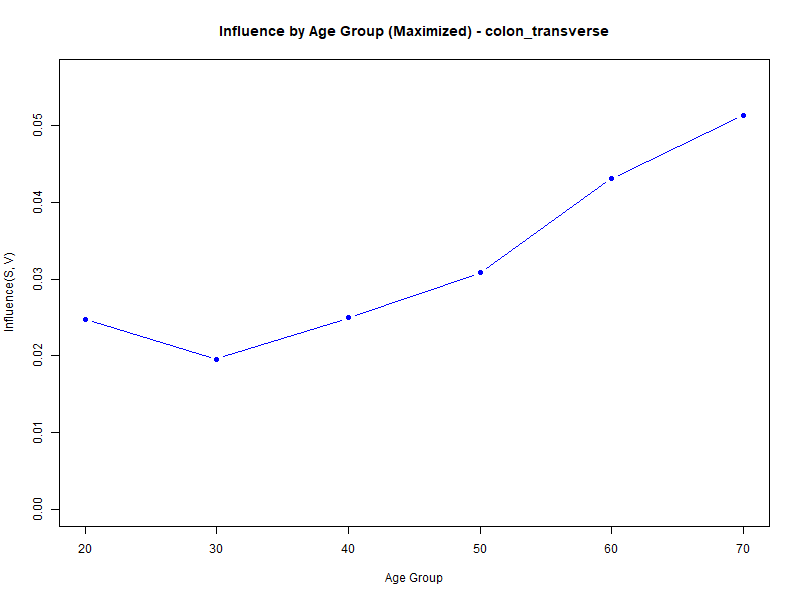 Influence by Age Group (Maximized) - colon_transverse
Influence(S, V)
0.05
0.04
0.03
0.02
0.01
0.00
20 30 40 50 60 70
Age Group